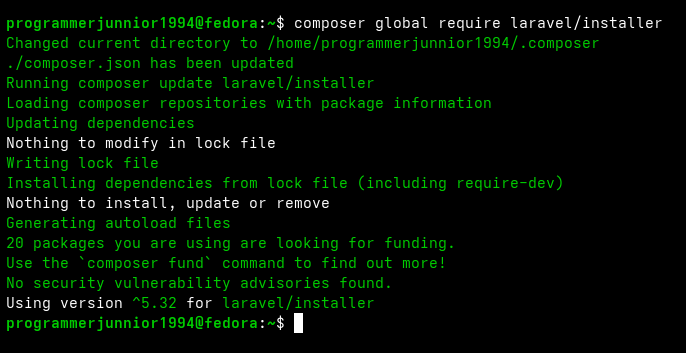 programmerjunnior1994@fedora:~$ composer global require laravel/installer
Changed current directory to /home/programmerjunnior1994/.composer
./composer.json has been updated
Running composer update laravel/installer
Loading composer repositories with package information
Updating dependencies
Nothing to modify in lock file
Writing lock file
Installing dependencies from lock file (including require-dev)
Nothing to install, update or remove
Generating autoload files
20 packages you are using are looking for funding.
Use the `composer fund` command to find out more!
No security vulnerability advisories found.
Using version ^5.32 for laravel/installer
programmerjunnior1994@fedora:~$